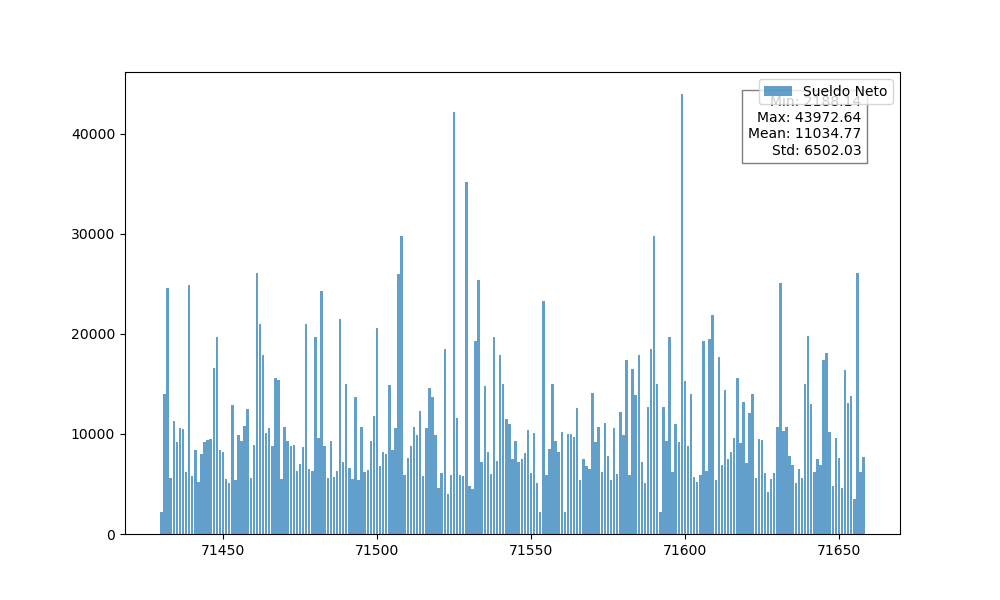 Sueldo Neto
Min: 2188.14
Max: 43972.64
Mean: 11034.77
Std: 6502.03
40000
30000
20000
10000
0
71450 71500 71550 71600 71650